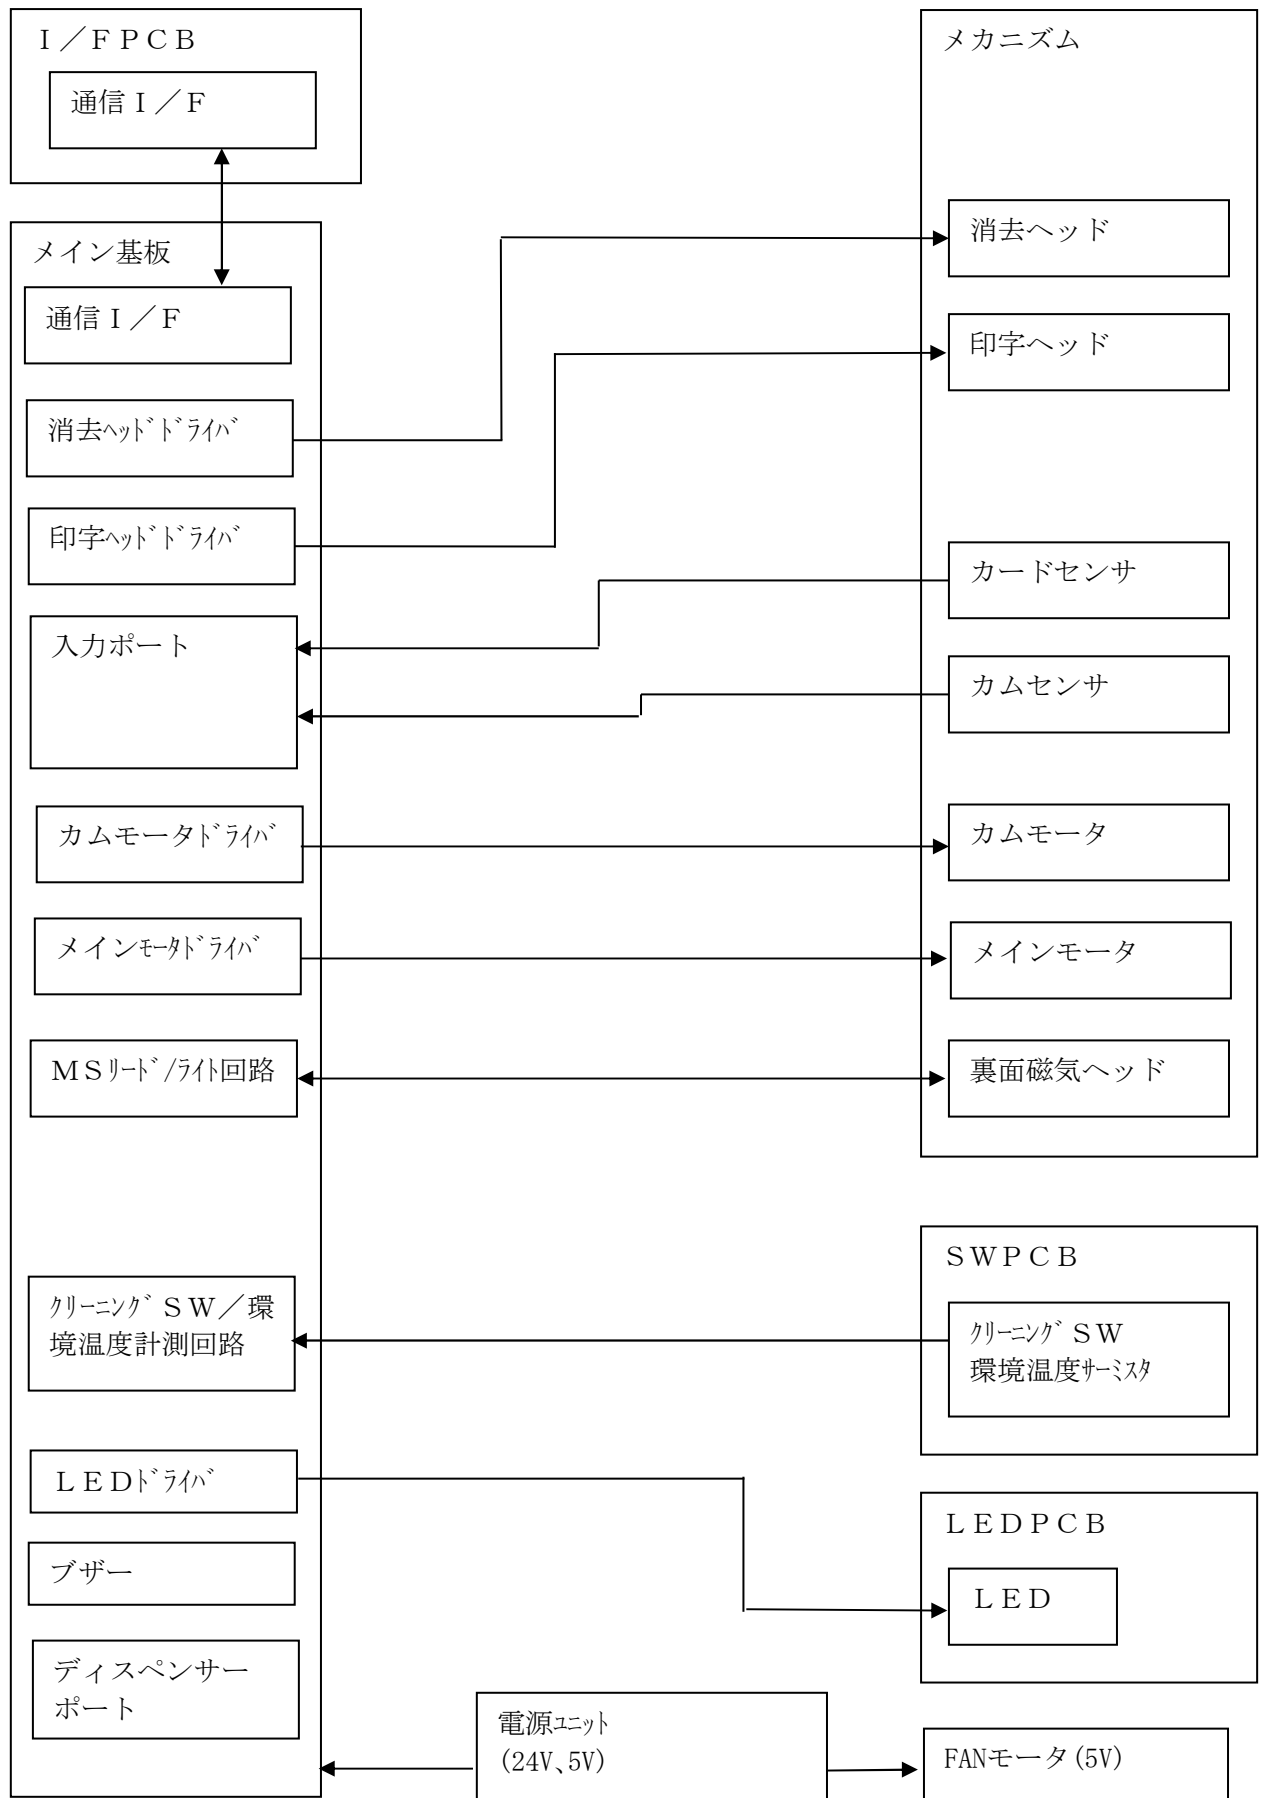 Ｉ／ＦＰＣＢ
通信Ｉ／Ｆ
メイン基板
通信Ｉ／Ｆ
消去ﾍｯﾄﾞﾄﾞﾗｲﾊﾞ
印字ﾍｯﾄﾞﾄﾞﾗｲﾊﾞ
入力ポート
カムモータﾄﾞﾗｲﾊﾞ
メインﾓｰﾀﾄﾞﾗｲﾊﾞ
ＭＳﾘｰﾄﾞ/ﾗｲﾄ回路
ｸﾘｰﾆﾝｸﾞＳＷ／環
境温度計測回路
ＬＥＤﾄﾞﾗｲﾊﾞ
ブザー
ディスペンサー
ポート
電源ﾕﾆｯﾄ
(24V､5V)
メカニズム
消去ヘッド
印字ヘッド
カードセンサ
カムセンサ
カムモータ
メインモータ
裏面磁気ヘッド
ＳＷＰＣＢ
ｸﾘｰﾆﾝｸﾞＳＷ
環境温度ｻｰﾐｽﾀ
ＬＥＤＰＣＢ
ＬＥＤ
FANモータ(5V)